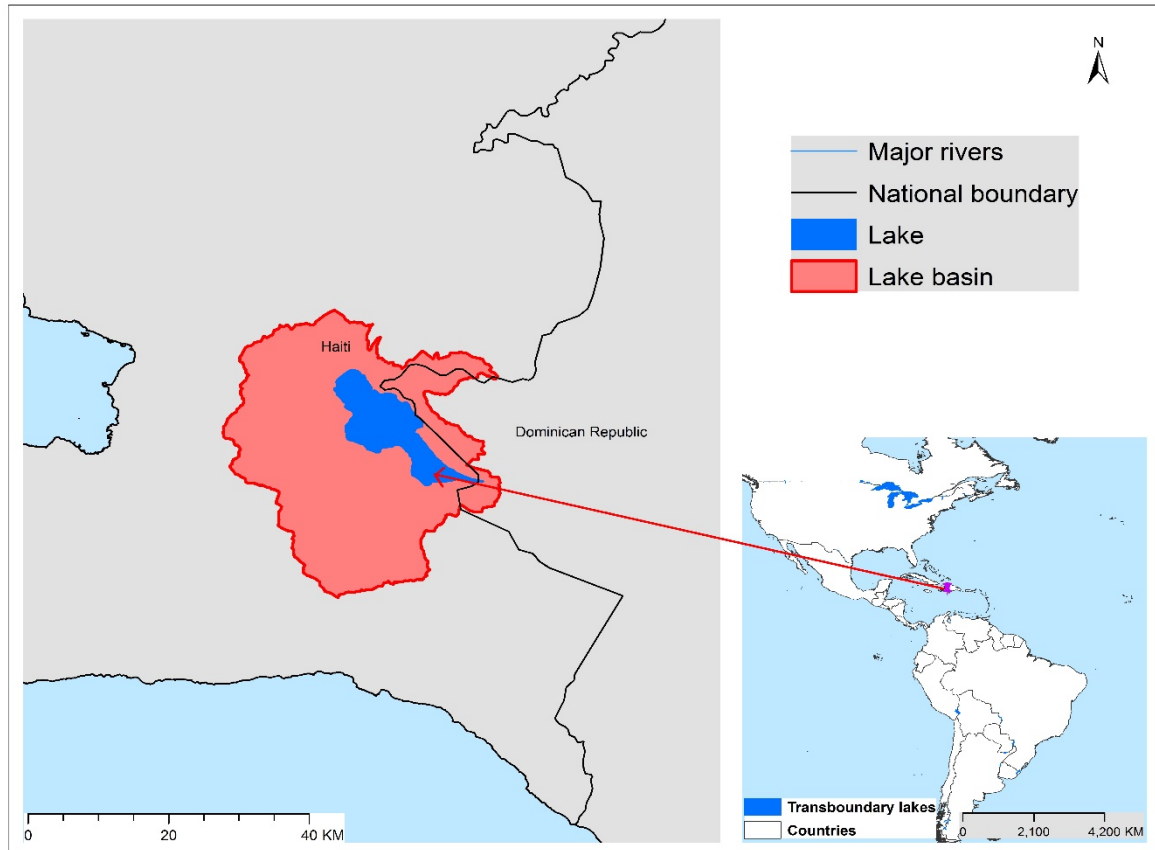 N
Major rivers
National boundary
Lake
Lake basin
Haiti
Dominican Republic
0 20 40 KM
Transboundary lakes
Countries
0 2,100 4,200 KM